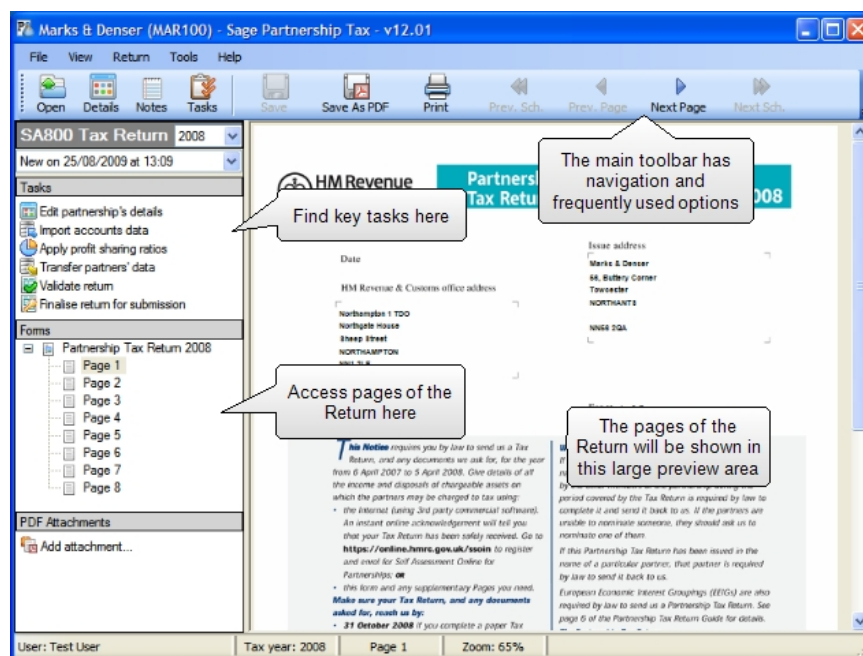 Marks & Denser (MAR100) - Sage Partnership Tax - v12.01
File View Return Tools Help
Open Details Notes Tasks Save Save As PDF Print Prev. Sch. Prev. Page Next Page Next Sch.
SA800 Tax Return 2008
New on 25/08/2009 at 13:09
Tasks
Edit partnership's details
Import accounts data
Apply profit sharing ratios
Transfer partners' data
Validate return
Finalise return for submission
Forms
Partnership Tax Return 2008
Page 1
Page 2
Page 3
Page 4
Page 5
Page 6
Page 7
Page 8
PDF Attachments
Add attachment...
The main toolbar has
navigation and
frequently used options
Find key tasks here
Access pages of the
Return here
The pages of the
Return will be shown in
this large preview area
HM Revenue
Date
HM Revenue & Customs office address
Northampton 1 TDO
Northgate House
Sheep Street
NORTHAMPTON
Issue address
Marks & Denser
56, Buttery Corner
Towcester
NORTHANTS
NN56 2QA
This Notice requires you by law to send us a Tax
Return, and any documents we ask for, for the year
from 6 April 2007 to 5 April 2008. Give details of all
the income and disposals of chargeable assets on
which the partners may be charged to tax using:
• the Internet (using 3rd party commercial software).
An instant online acknowledgement will tell you
that your Tax Return has been safely received. Go to
https://online.hmrc.gov.uk/ssoin to register
and enrol for Self Assessment Online for
Partnerships; OR
• this form and any supplementary Pages you need.
Make sure your Tax Return, and any documents
asked for, reach us by:
• 31 October 2008 if you complete a paper Tax
period covered by the Tax Return is required by law to
complete it and send it back to us. If the partners are
unable to nominate someone, they should ask us to
nominate one of them.
If this Partnership Tax Return has been issued in the
name of a particular partner, that partner is required
by law to send it back to us.
European Economic Interest Groupings (EEIGs) are also
required by law to send us a Partnership Tax Return. See
page 6 of the Partnership Tax Return Guide for details.
User: Test User Tax year: 2008 Page 1 Zoom: 65%